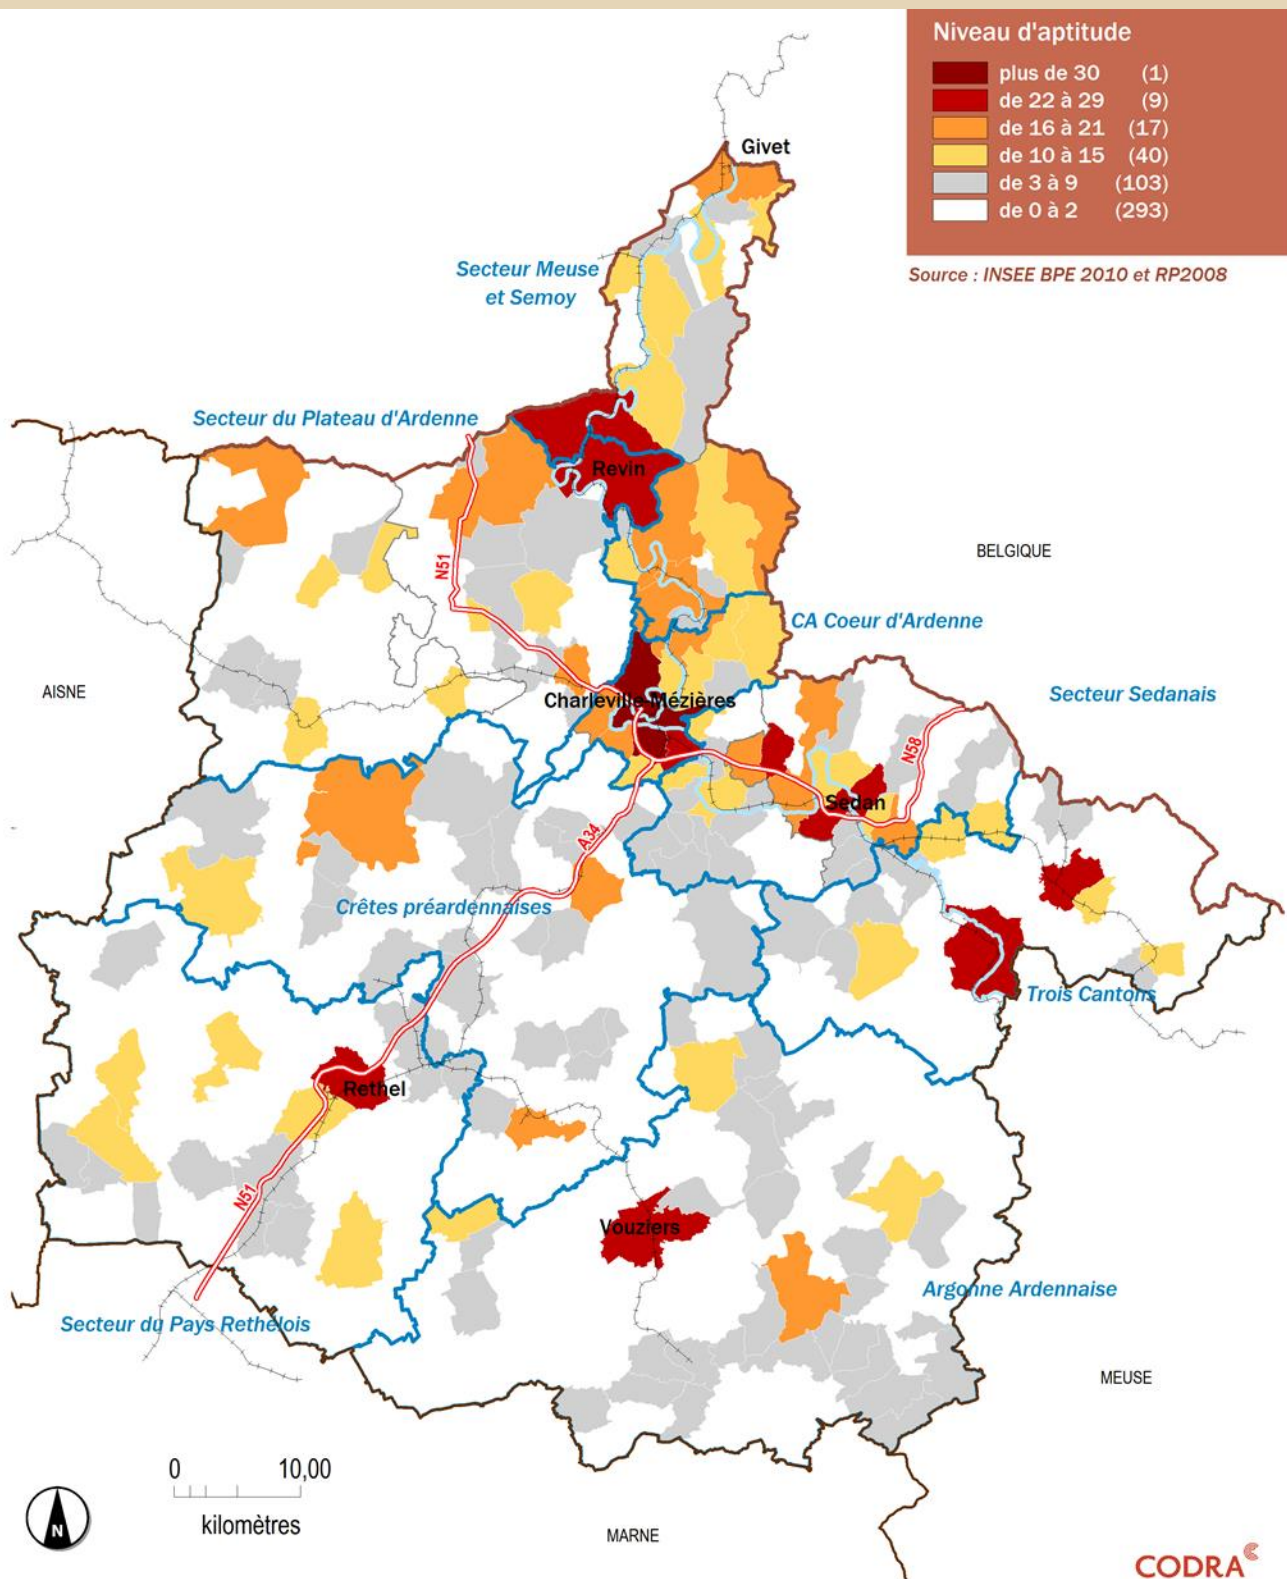 Niveau d'aptitude
plus de 30 (1)
de 22 à 29 (9)
de 16 à 21 (17)
de 10 à 15 (40)
de 3 à 9 (103)
de 0 à 2 (293)
Source : INSEE BPE 2010 et RP2008
Givet
Secteur Meuse
et Semoy
Secteur du Plateau d'Ardenne
Revin
N51
BELGIQUE
CA Coeur d'Ardenne
AISNE
Charleville-Mézières
Secteur Sedanais
N58
Sedan
A34
Crêtes préardennaises
Trois Cantons
Rethel
N51
Vouziers
Argonne Ardennaise
Secteur du Pays Rethélois
MEUSE
0 10,00
kilomètres
N
MARNE
CODRA